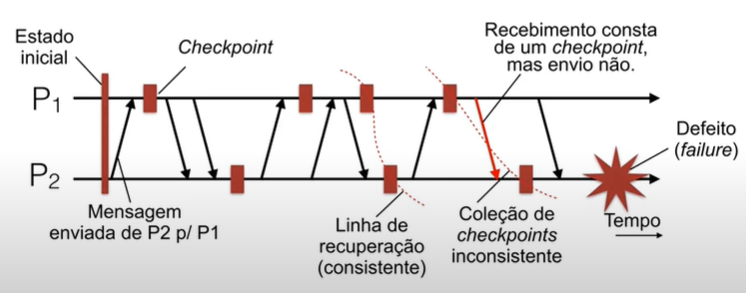 Estado
inicial
Checkpoint
Recebimento consta
de um checkpoint,
mas envio não.
P1
Defeito
(failure)
P2
Mensagem
enviada de P2 p/ P1
Linha de
recuperação
(consistente)
Coleção de
checkpoints
inconsistente
Tempo